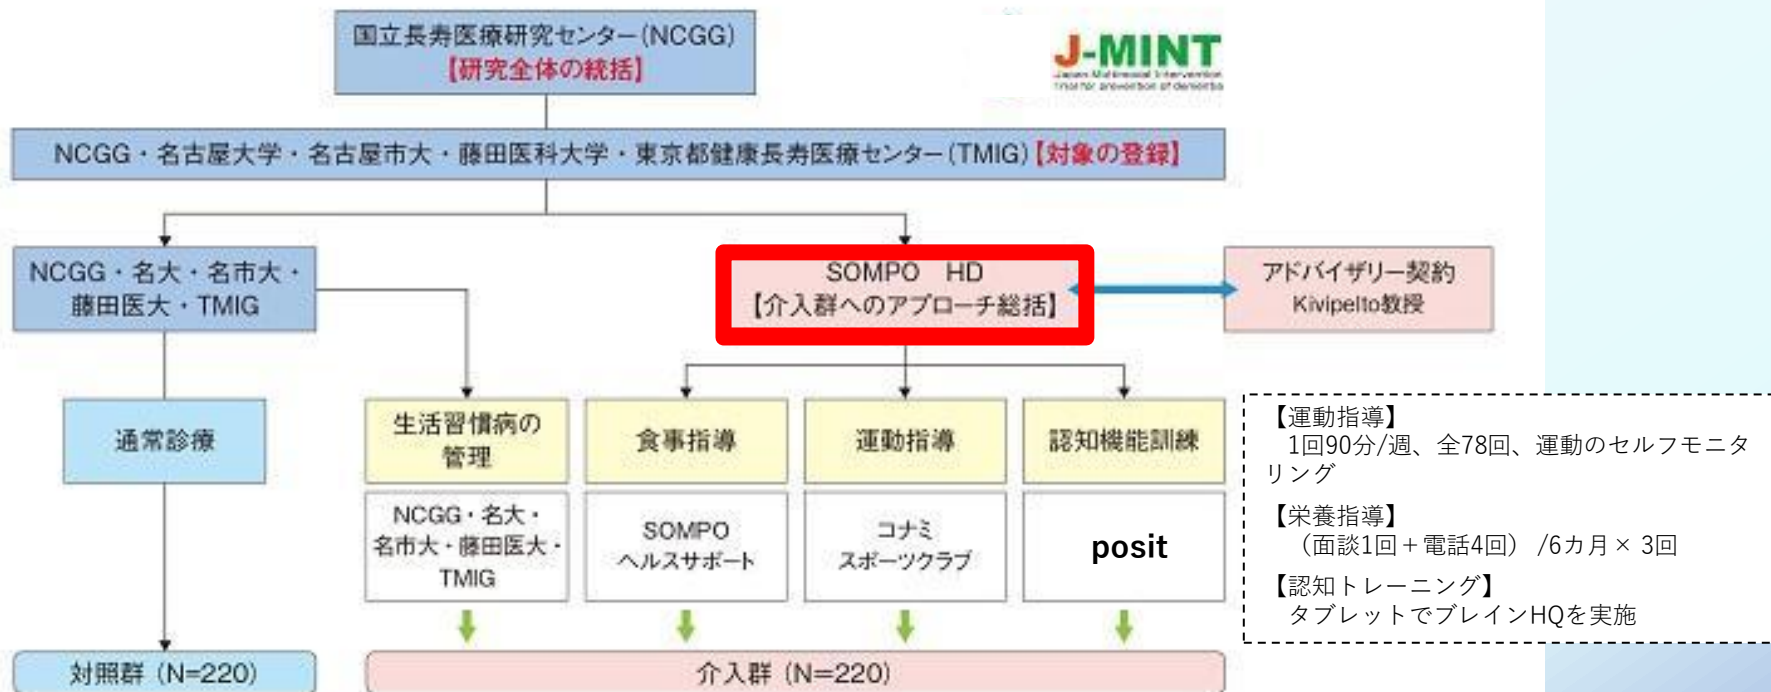 国立長寿医療研究センター(NCGG)
【研究全体の統括】
J-MINT
Japan Multimodal Intervention
Trial for prevention of dementia
NCGG・名古屋大学・名古屋市大・藤田医科大学・東京都健康長寿医療センター(TMIG)【対象の登録】
NCGG・名大・名市大・
藤田医大・TMIG
SOMPO HD
【介入群へのアプローチ総括】
アドバイザリー契約
Kivipelto教授
通常診療
生活習慣病の
管理
食事指導
運動指導
認知機能訓練
NCGG・名大・
名市大・藤田医大・
TMIG
SOMPO
ヘルスサポート
コナミ
スポーツクラブ
posit
【運動指導】
1回90分/週、全78回、運動のセルフモニタ
リング
【栄養指導】
（面談1回＋電話4回） /6カ月× 3回
【認知トレーニング】
タブレットでブレインHQを実施
対照群 (N=220)
介入群 (N=220)